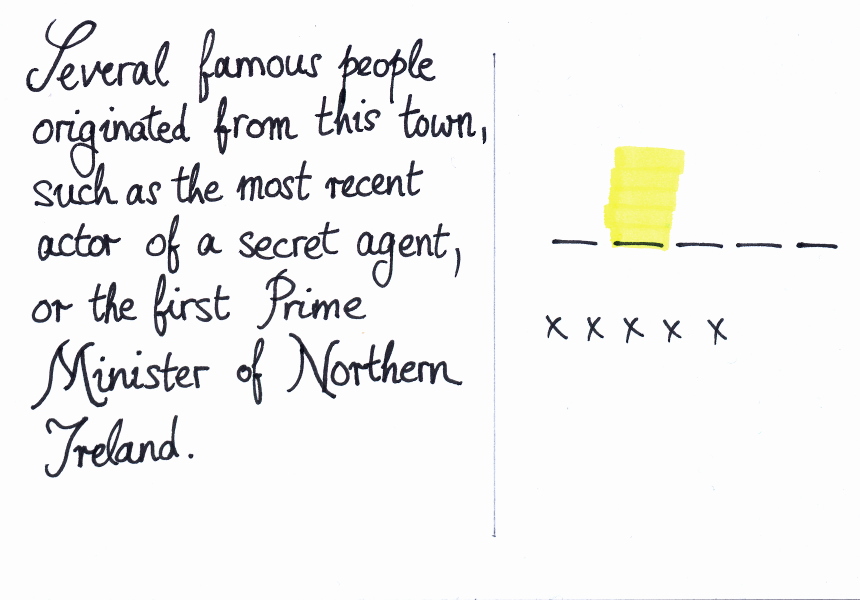 Several famous people
originated from this town,
such as the most recent
actor of a secret agent,
or the first Prime
Minister of Northern
Ireland.
_ _ _ _ _
x x x x x